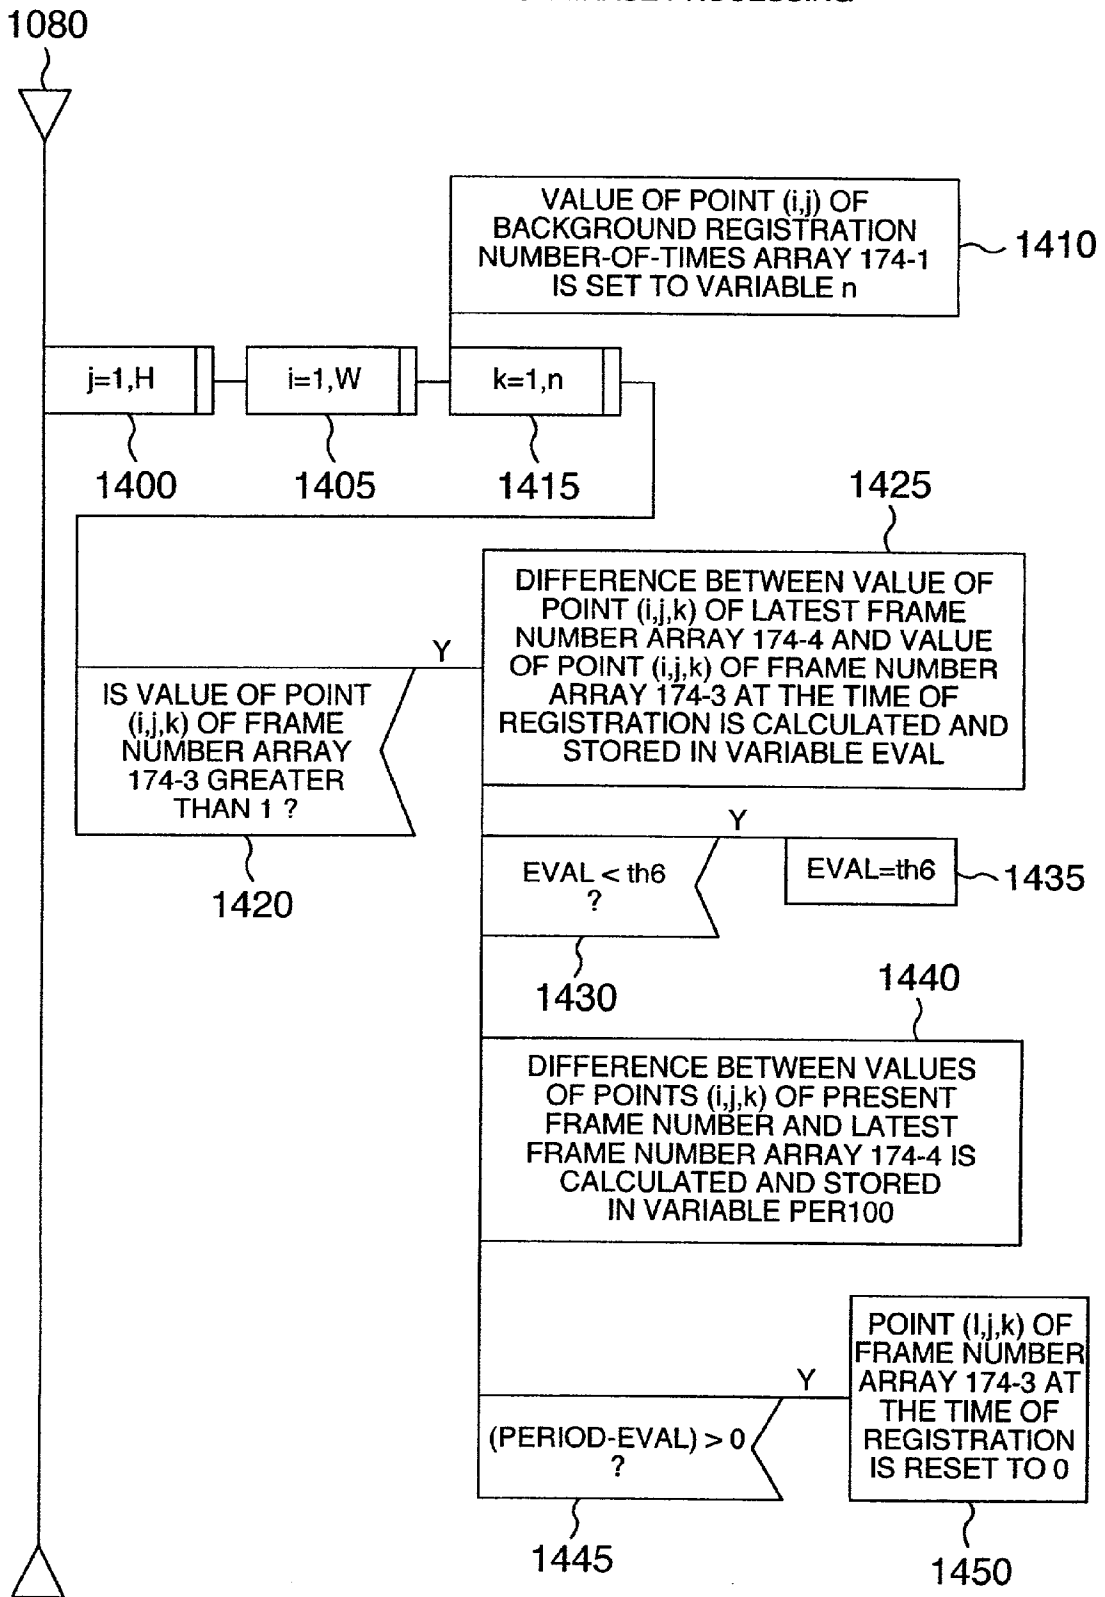 1080
VALUE OF POINT (i,j) OF
BACKGROUND REGISTRATION
NUMBER-OF-TIMES ARRAY 174-1
IS SET TO VARIABLE n
1410
j=1,H
i=1,W
k=1,n
1400
1405
1415
1425
DIFFERENCE BETWEEN VALUE OF
POINT (i,j,k) OF LATEST FRAME
NUMBER ARRAY 174-4 AND VALUE
OF POINT (i,j,k) OF FRAME NUMBER
ARRAY 174-3 AT THE TIME OF
REGISTRATION IS CALCULATED AND
STORED IN VARIABLE EVAL
Y
IS VALUE OF POINT
(i,j,k) OF FRAME
NUMBER ARRAY
174-3 GREATER
THAN 1 ?
1420
Y
EVAL < th6
?
EVAL=th6
1435
1430
1440
DIFFERENCE BETWEEN VALUES
OF POINTS (i,j,k) OF PRESENT
FRAME NUMBER AND LATEST
FRAME NUMBER ARRAY 174-4 IS
CALCULATED AND STORED
IN VARIABLE PER100
POINT (I,j,k) OF
FRAME NUMBER
ARRAY 174-3 AT
THE TIME OF
REGISTRATION
IS RESET TO 0
Y
(PERIOD-EVAL) > 0
?
1445
1450